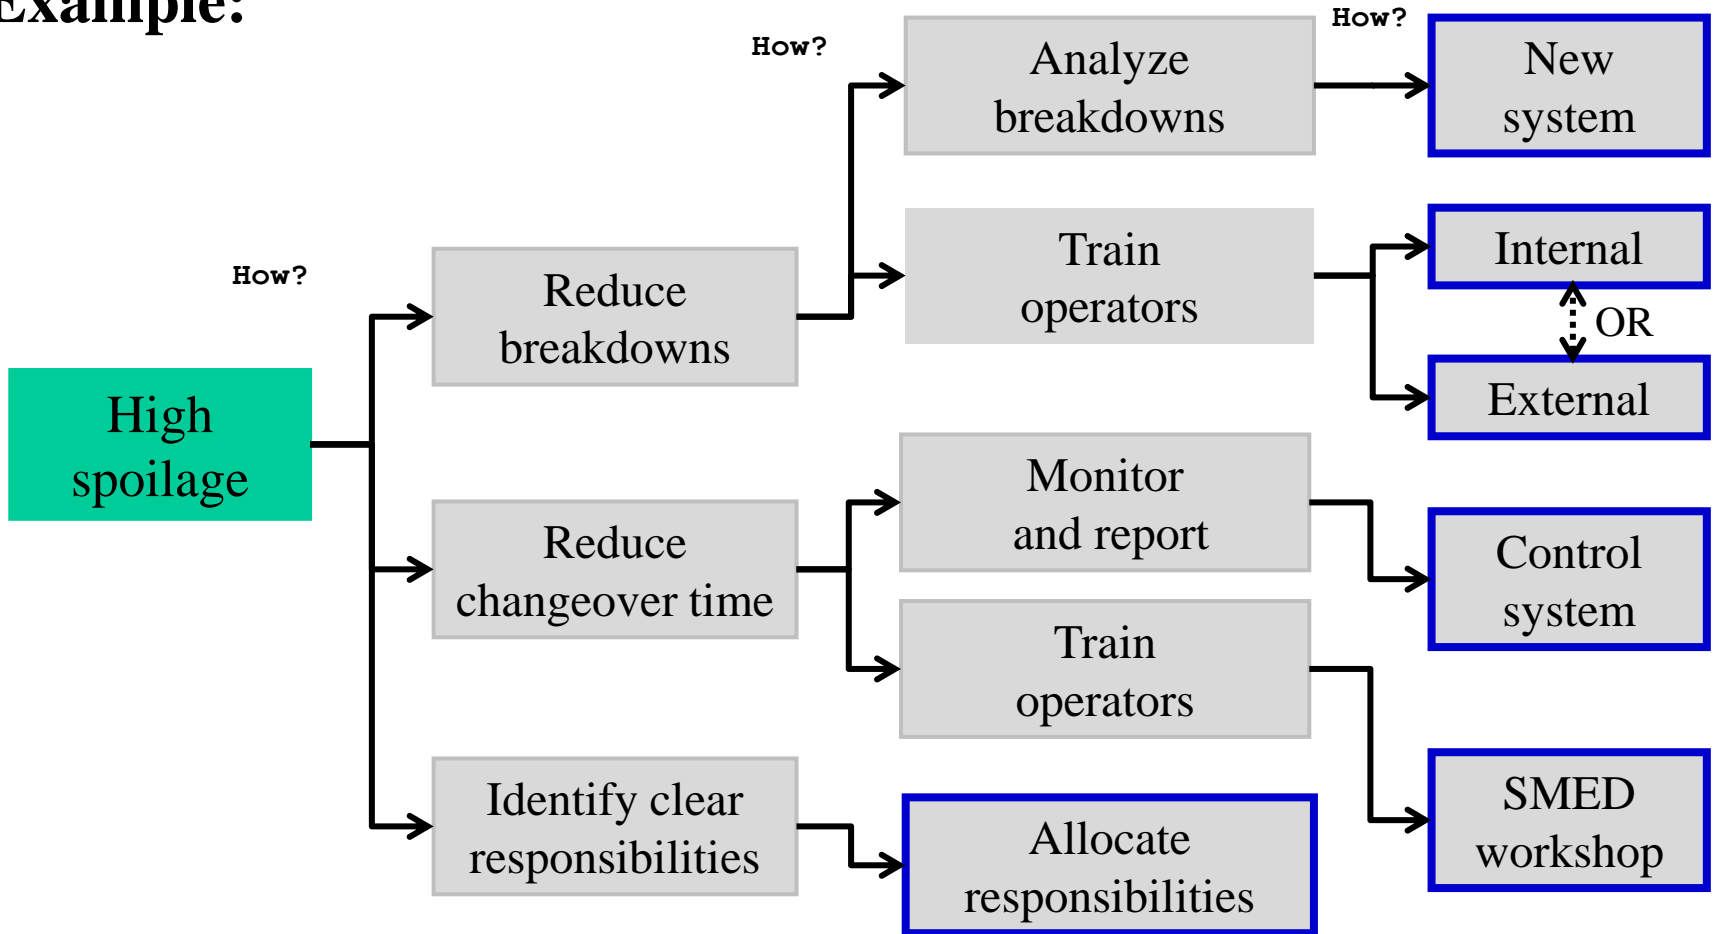 Example:
How?
How?
How?
High
spoilage
Reduce
breakdowns
Reduce
changeover time
Identify clear
responsibilities
Analyze
breakdowns
Train
operators
Monitor
and report
Train
operators
Allocate
responsibilities
New
system
Internal
OR
External
Control
system
SMED
workshop